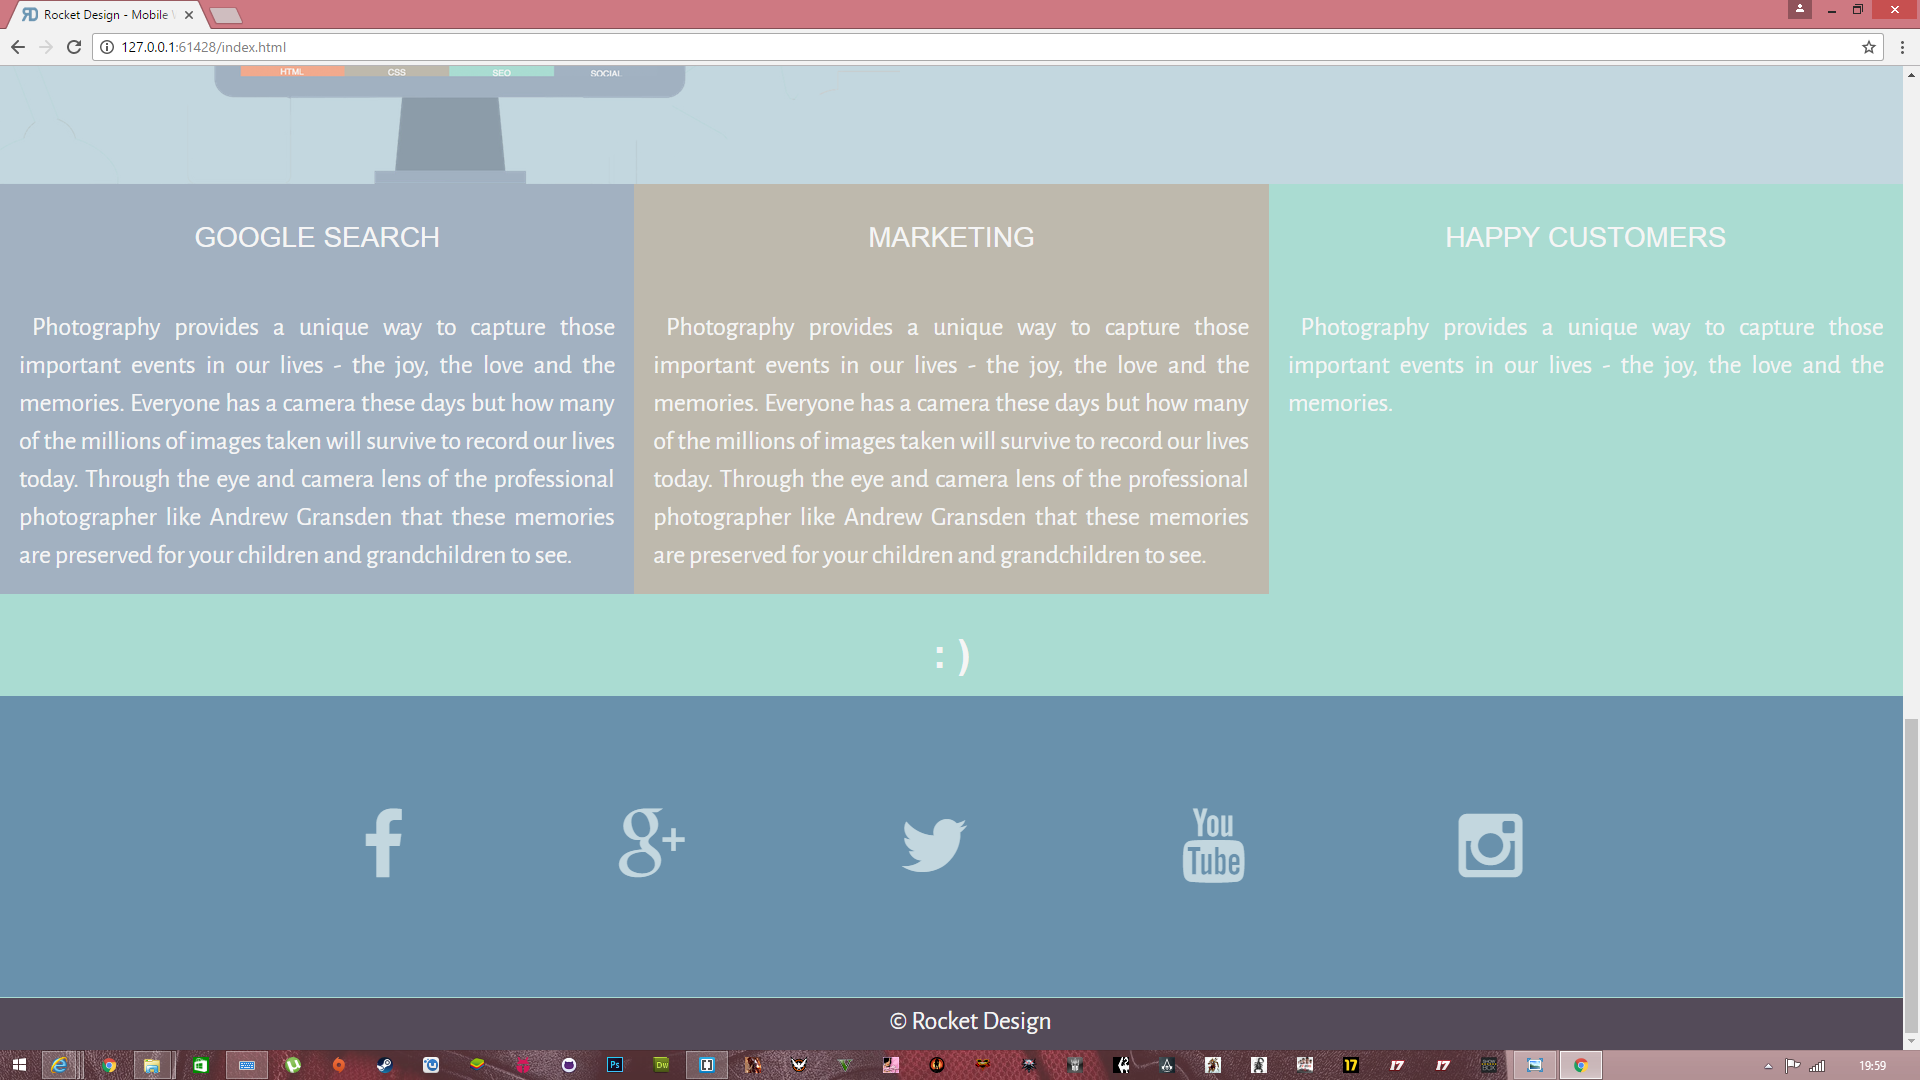 Rocket Design - Mobile
127.0.0.1:61428/index.html
HTML CSS SEO SOCIAL
GOOGLE SEARCH
Photography provides a unique way to capture those
important events in our lives - the joy, the love and the
memories. Everyone has a camera these days but how many
of the millions of images taken will survive to record our lives
today. Through the eye and camera lens of the professional
photographer like Andrew Gransden that these memories
are preserved for your children and grandchildren to see.
MARKETING
Photography provides a unique way to capture those
important events in our lives - the joy, the love and the
memories. Everyone has a camera these days but how many
of the millions of images taken will survive to record our lives
today. Through the eye and camera lens of the professional
photographer like Andrew Gransden that these memories
are preserved for your children and grandchildren to see.
HAPPY CUSTOMERS
Photography provides a unique way to capture those
important events in our lives - the joy, the love and the
memories.
: )
You
Tube
© Rocket Design
Ps
Dw
17
17
17
19:59